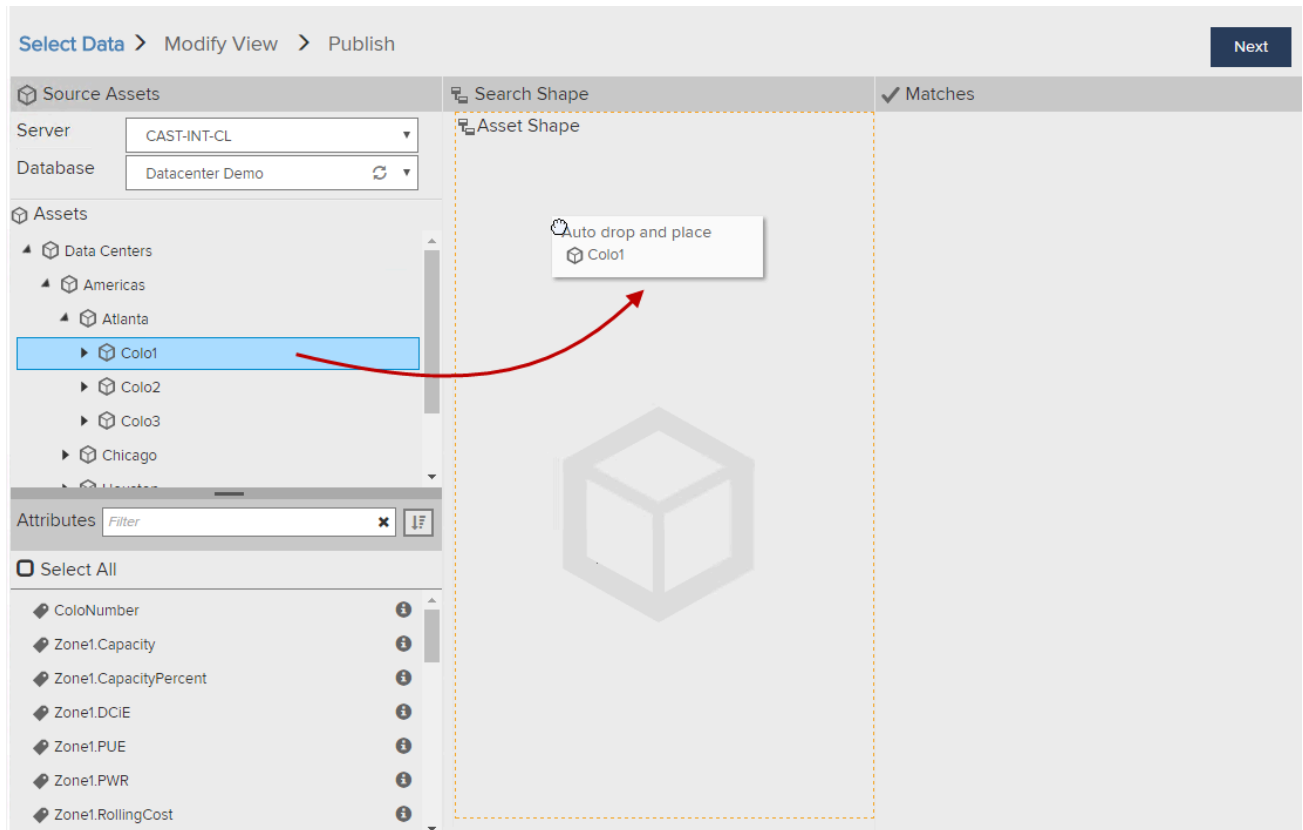 Select Data > Modify View > Publish
Next
Source Assets
Server
CAST-INT-CL
Database
Datacenter Demo
Assets
Data Centers
Americas
Atlanta
Colo1
Colo2
Colo3
Chicago
Attributes
Filter
Select All
ColoNumber
Zone1.Capacity
Zone1.CapacityPercent
Zone1.DCiE
Zone1.PUE
Zone1.PWR
Zone1.RollingCost
Search Shape
Asset Shape
Auto drop and place
Colo1
Matches